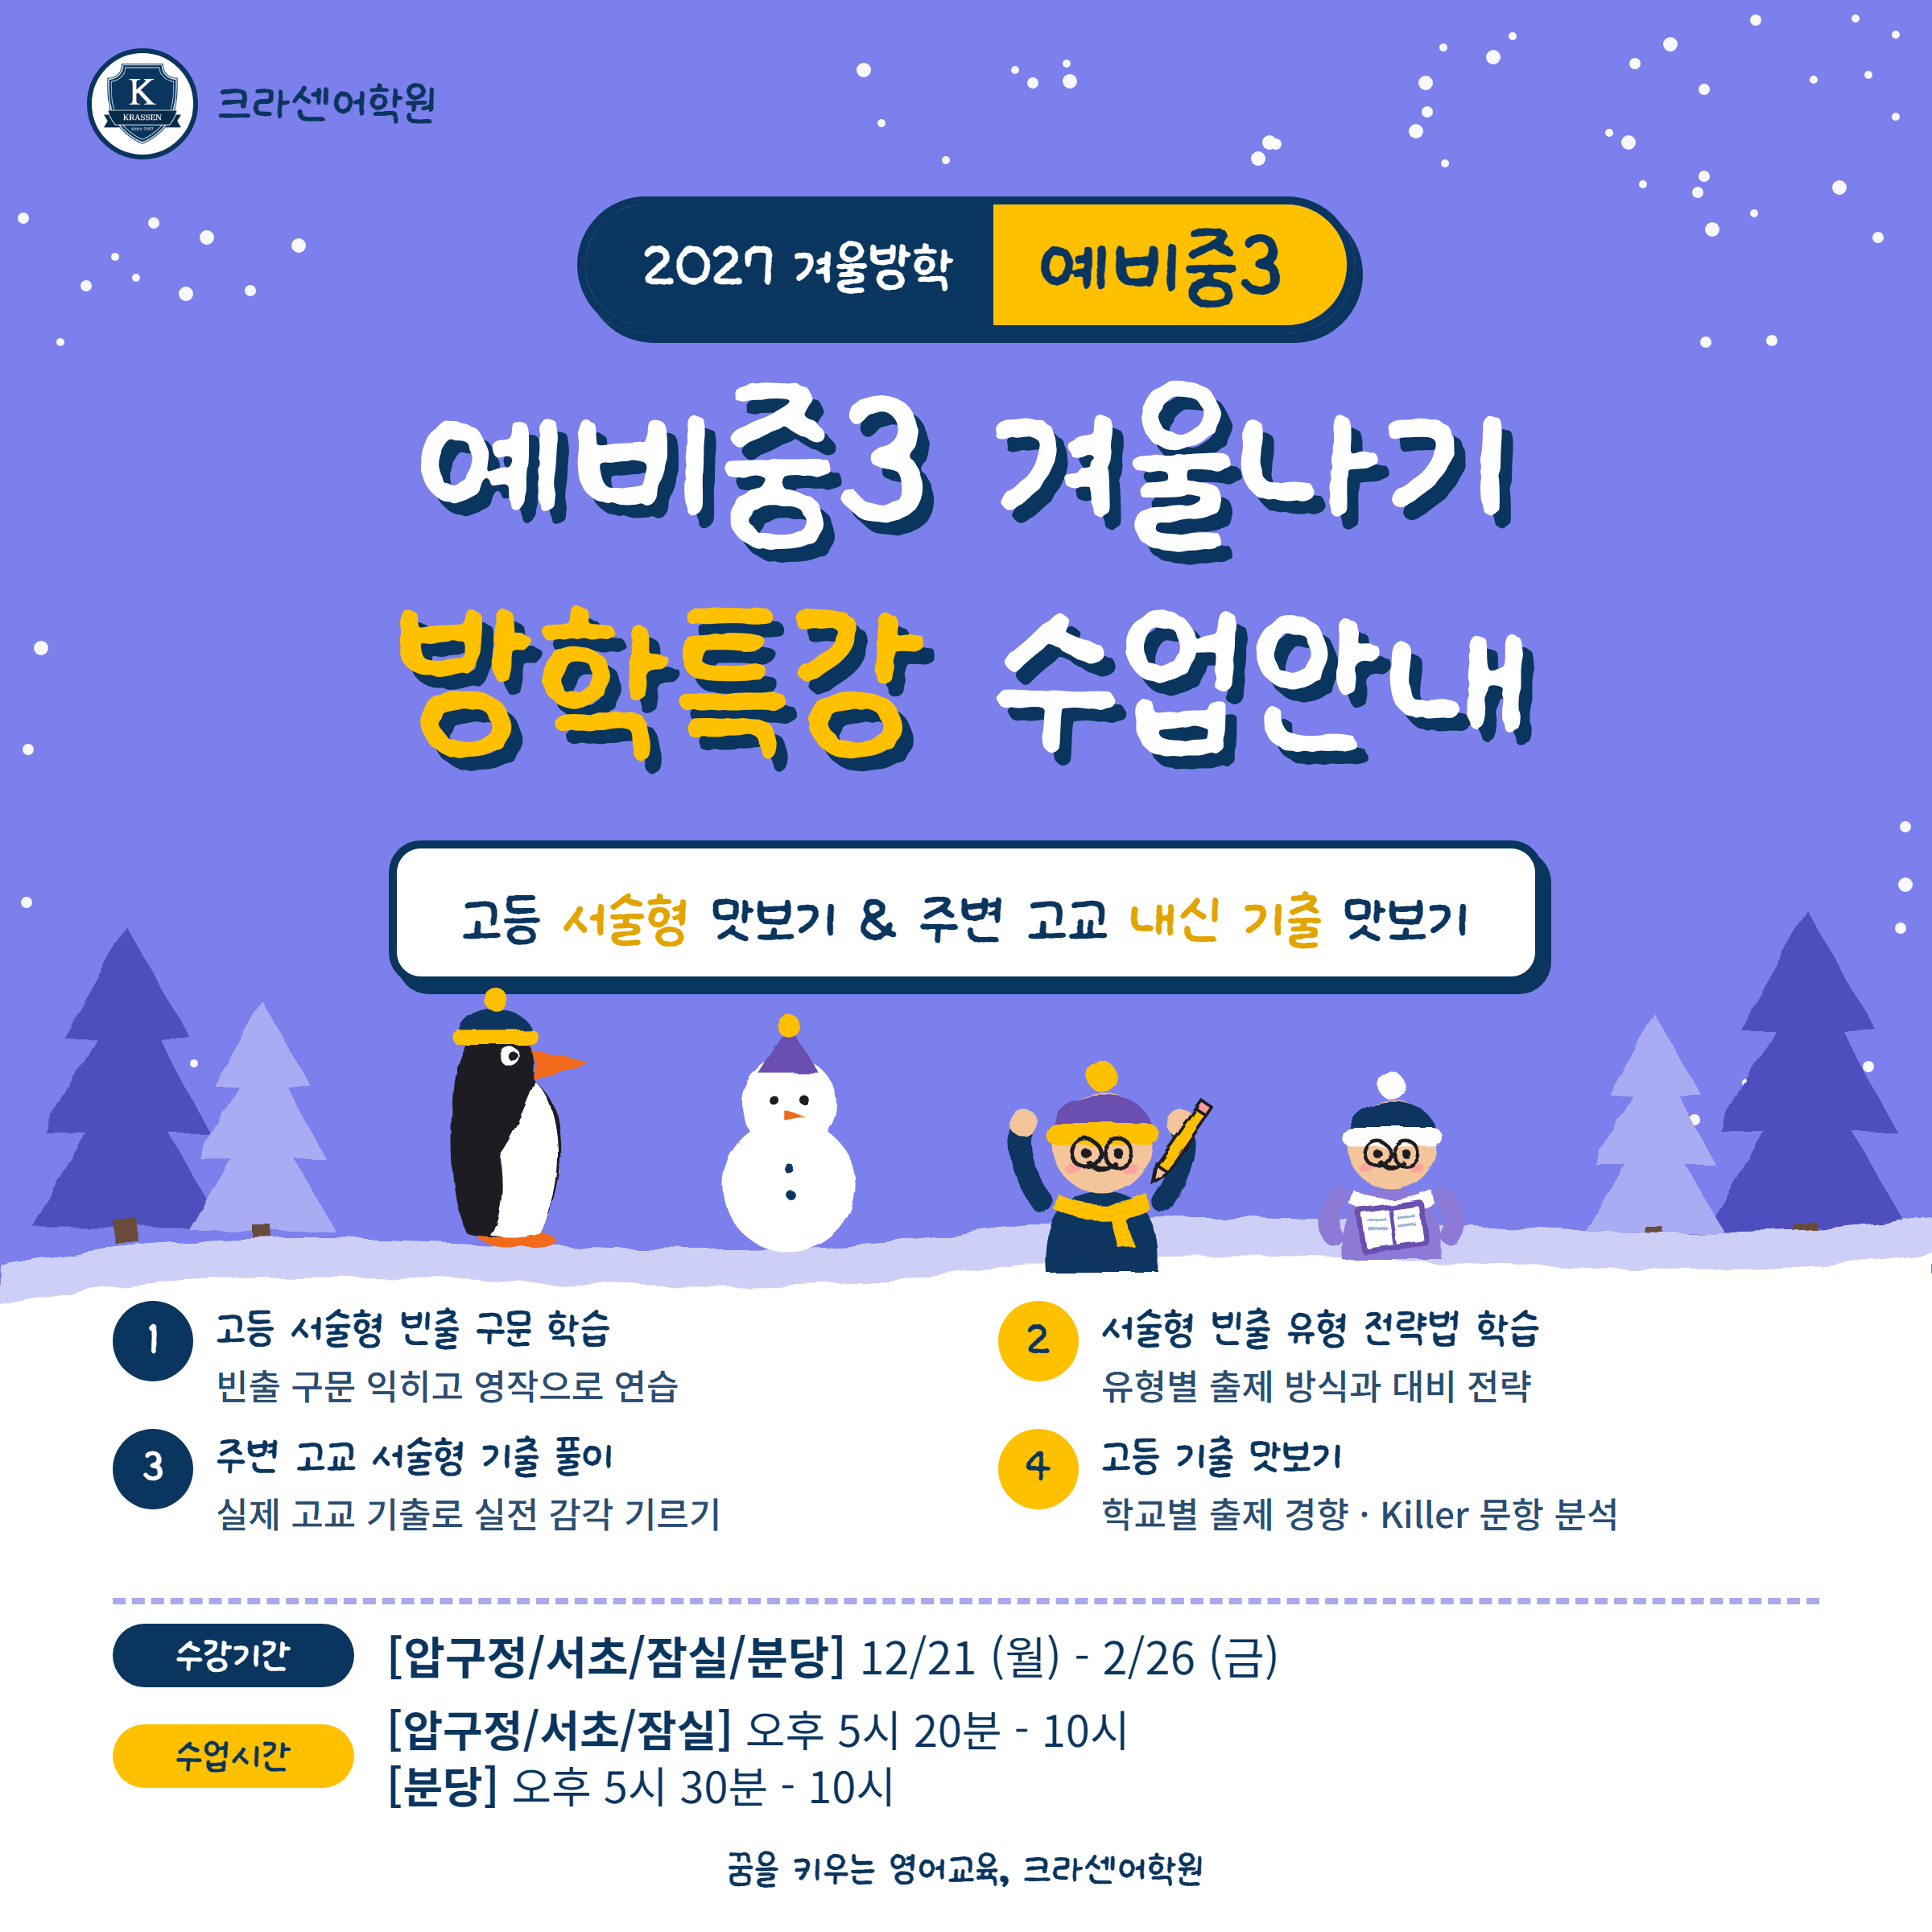 K
KRASSEN
since 2007
크라센어학원
2027 겨울방학 예비중3
예비중3 겨울나기
방학특강 수업안내
고등 서술형 맛보기 & 주변 고교 내신 기출 맛보기
1 고등 서술형 빈출 구문 학습
빈출 구문 익히고 영작으로 연습
2 서술형 빈출 유형 전략법 학습
유형별 출제 방식과 대비 전략
3 주변 고교 서술형 기출 풀이
실제 고교 기출로 실전 감각 기르기
4 고등 기출 맛보기
학교별 출제 경향 · Killer 문항 분석
수강기간 [압구정/서초/잠실/분당] 12/21 (월) - 2/26 (금)
수업시간 [압구정/서초/잠실] 오후 5시 20분 - 10시
[분당] 오후 5시 30분 - 10시
꿈을 키우는 영어교육, 크라센어학원